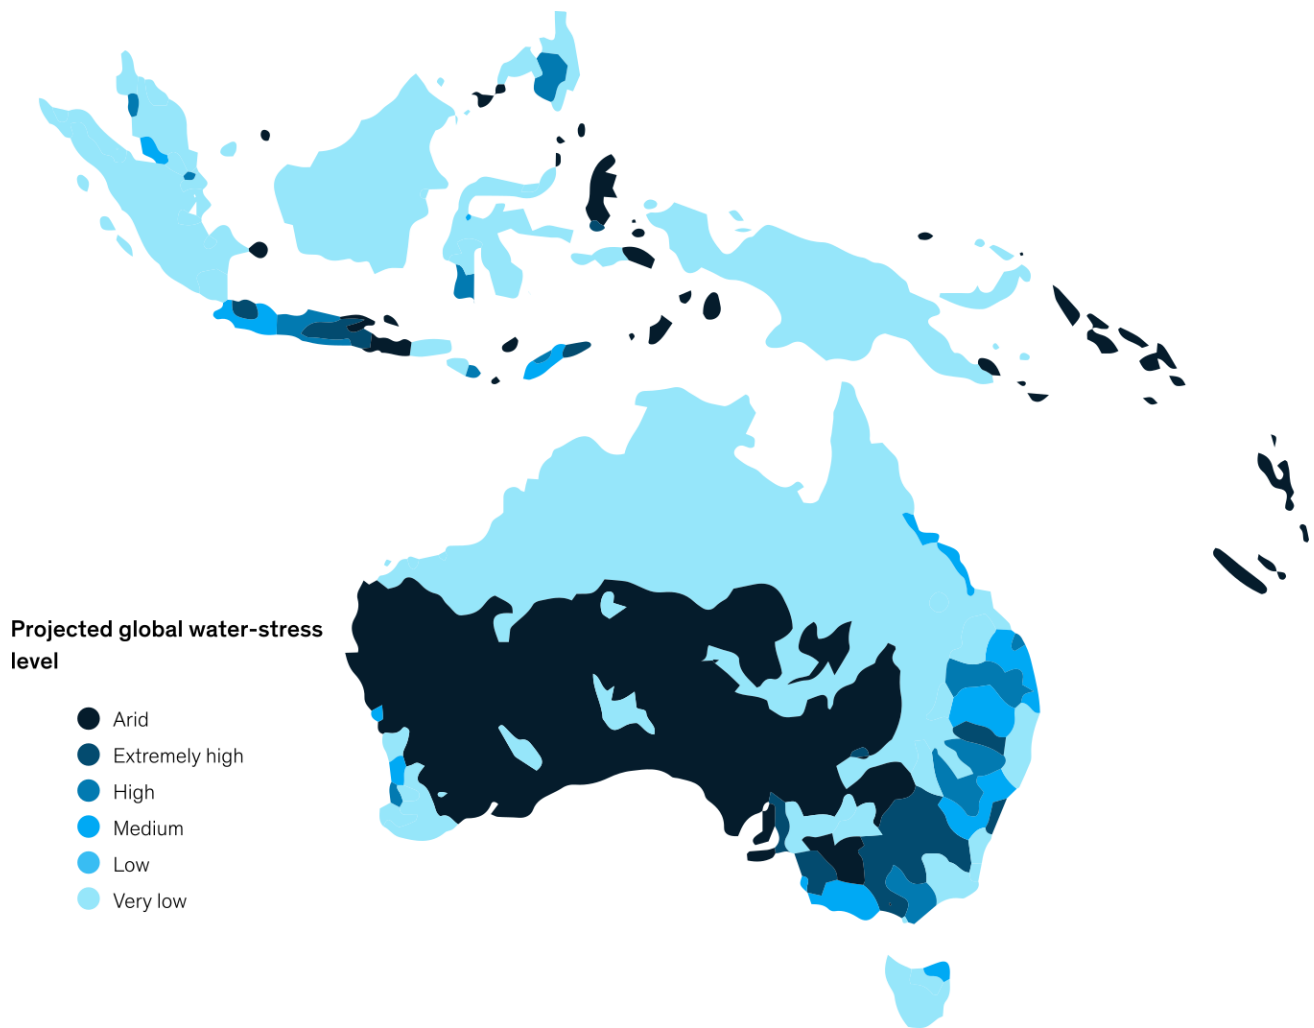 Projected global water-stress
level
Arid
Extremely high
High
Medium
Low
Very low